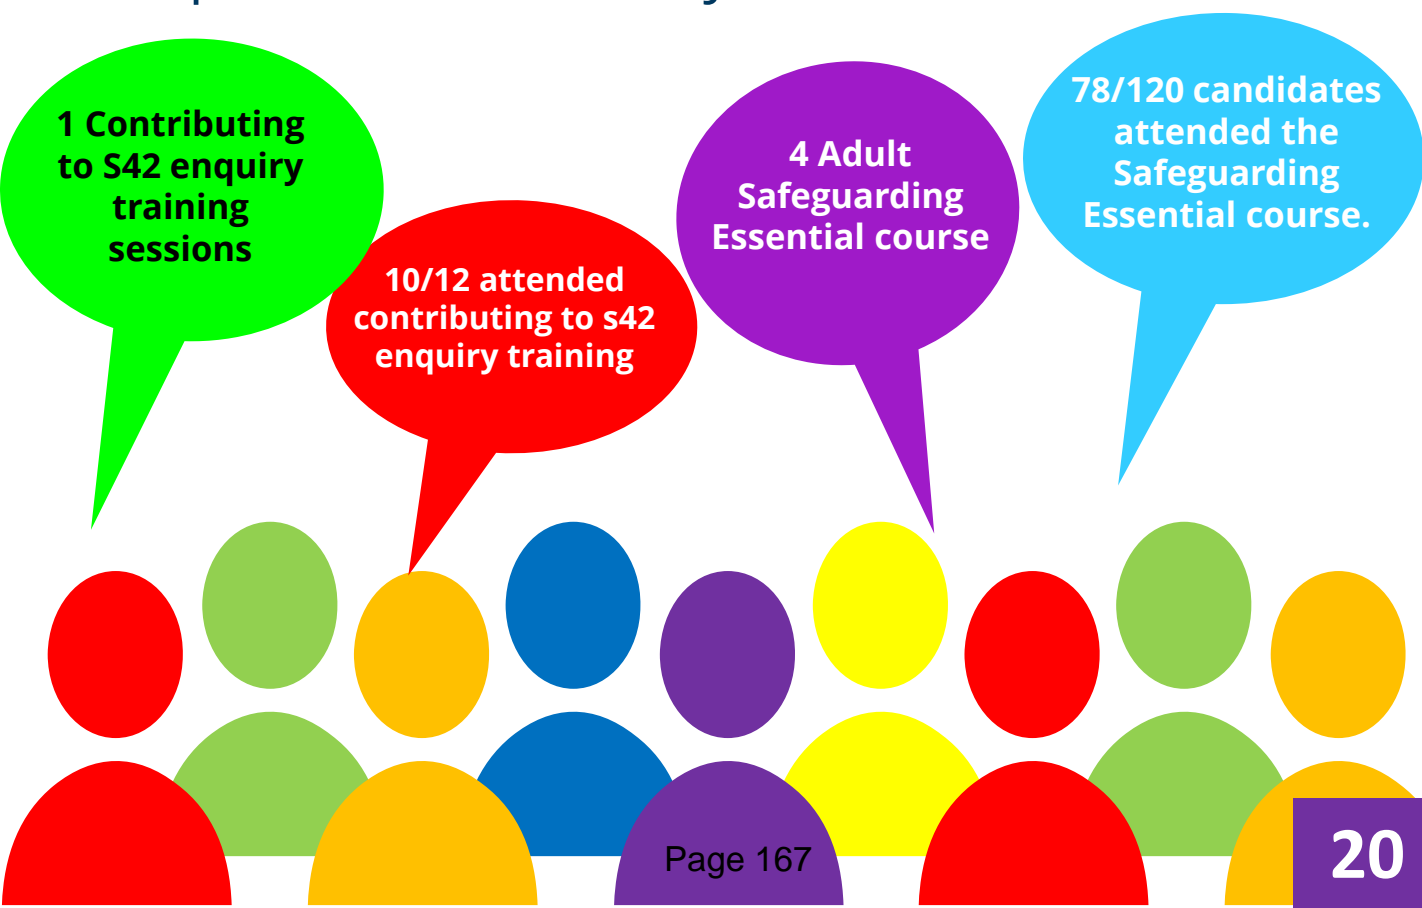 1 Contributing
to S42 enquiry
training
sessions
10/12 attended
contributing to s42
enquiry training
4 Adult
Safeguarding
Essential course
78/120 candidates
attended the
Safeguarding
Essential course.
Page 167
20